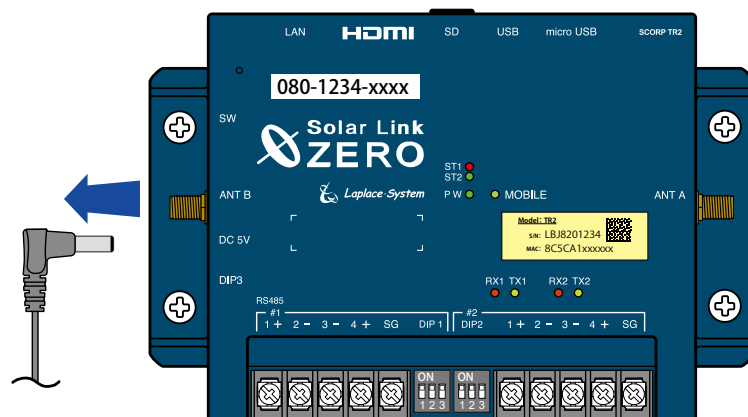 LAN HDMI SD USB micro USB SCORP TR2
080-1234-xxxx
SW
Solar Link
ZERO
ST1
ST2
PW MOBILE
ANT B
Laplace System
ANT A
Model: TR2
S/N: LBJ8201234
MAC: 8C5CA1xxxxxx
DC 5V
DIP3
RX1 TX1 RX2 TX2
RS485
#1 #2
1 + 2 − 3 − 4 + SG DIP 1 DIP2 1 + 2 − 3 − 4 + SG
ON ON
1 2 3 1 2 3